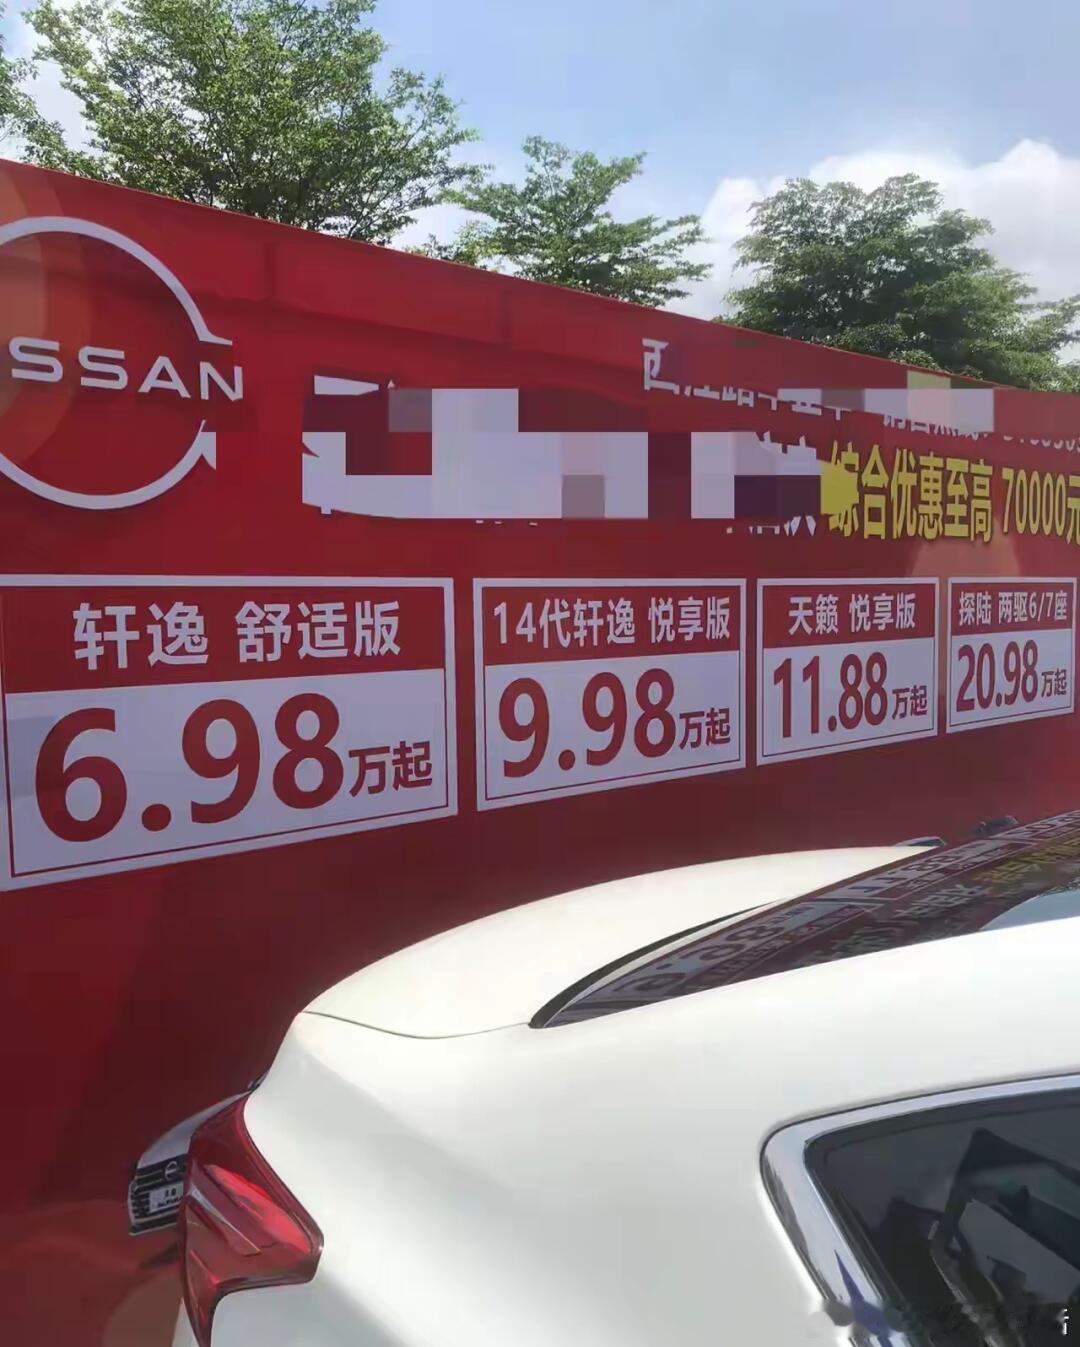 SSAN
综合优惠至高 70000元
轩逸 舒适版
6.98万起
14代轩逸 悦享版
9.98万起
天籁 悦享版
11.88万起
探陆 两驱6/7座
20.98万起